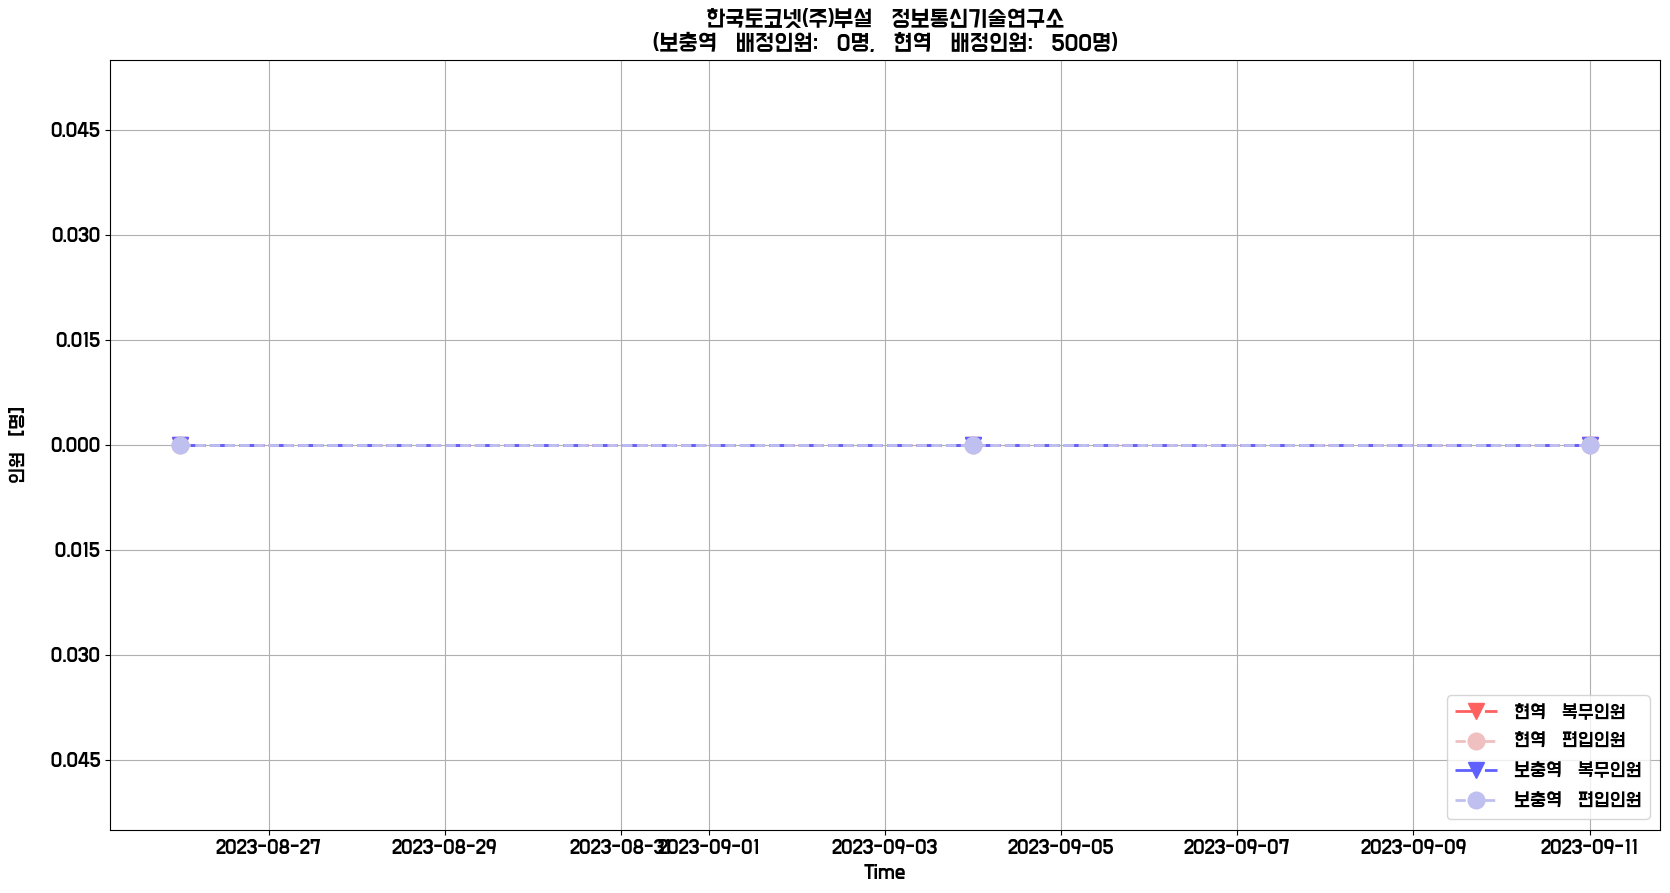 한국토코넷(주)부설 정보통신기술연구소
(보충역 배정인원: 0명, 현역 배정인원: 500명)
인원 [명]
0.045
0.030
0.015
0.000
0.015
0.030
0.045
현역 복무인원
현역 편입인원
보충역 복무인원
보충역 편입인원
2023-08-27 2023-08-29 2023-08-31 2023-09-01 2023-09-03 2023-09-05 2023-09-07 2023-09-09 2023-09-11
Time